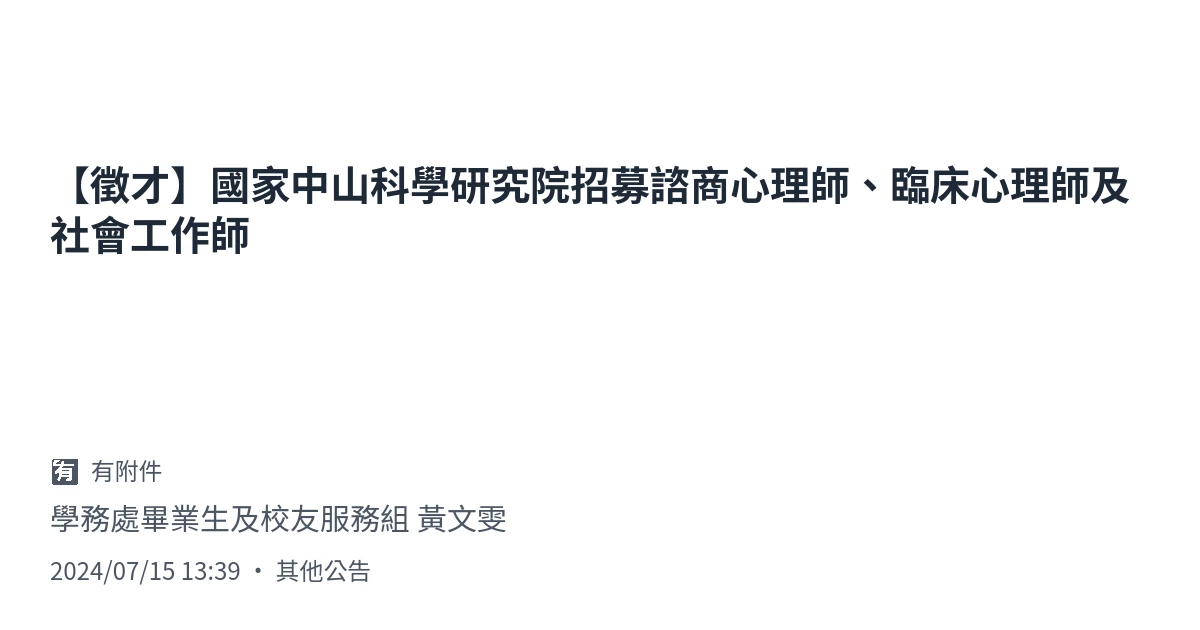 【徵才】國家中山科學研究院招募諮商心理師、臨床心理師及
社會工作師
有 有附件
學務處畢業生及校友服務組 黃文雯
2024/07/15 13:39 • 其他公告